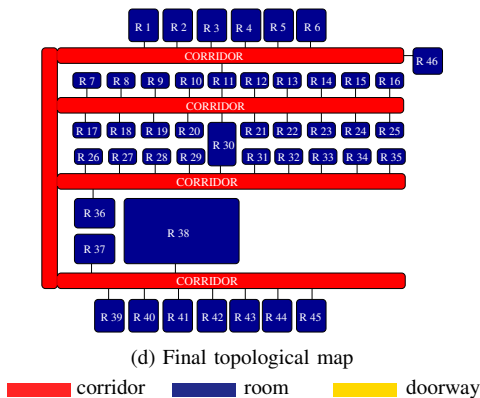 R 1 R 2 R 3 R 4 R 5 R 6
CORRIDOR
R 46
R 7 R 8 R 9 R 10 R 11 R 12 R 13 R 14 R 15 R 16
CORRIDOR
R 17 R 18 R 19 R 20 R 21 R 22 R 23 R 24 R 25
R 30
R 26 R 27 R 28 R 29 R 31 R 32 R 33 R 34 R 35
CORRIDOR
R 36
R 38
R 37
CORRIDOR
R 39 R 40 R 41 R 42 R 43 R 44 R 45
(d) Final topological map
corridor room doorway